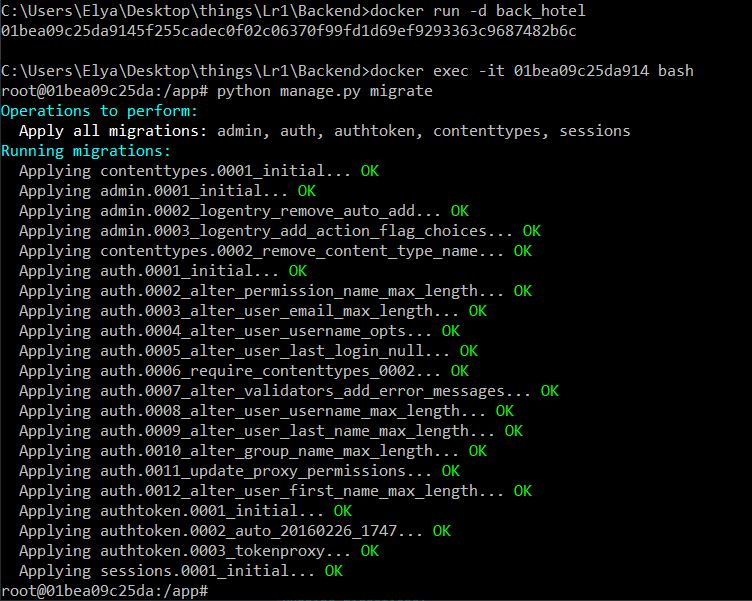 C:\Users\Elya\Desktop\things\Lr1\Backend>docker run -d back_hotel
01bea09c25da9145f255cadec0f02c06370f99fd1d69ef9293363c9687482b6c
C:\Users\Elya\Desktop\things\Lr1\Backend>docker exec -it 01bea09c25da914 bash
root@01bea09c25da:/app# python manage.py migrate
Operations to perform:
  Apply all migrations: admin, auth, authtoken, contenttypes, sessions
Running migrations:
  Applying contenttypes.0001_initial... OK
  Applying admin.0001_initial... OK
  Applying admin.0002_logentry_remove_auto_add... OK
  Applying admin.0003_logentry_add_action_flag_choices... OK
  Applying contenttypes.0002_remove_content_type_name... OK
  Applying auth.0001_initial... OK
  Applying auth.0002_alter_permission_name_max_length... OK
  Applying auth.0003_alter_user_email_max_length... OK
  Applying auth.0004_alter_user_username_opts... OK
  Applying auth.0005_alter_user_last_login_null... OK
  Applying auth.0006_require_contenttypes_0002... OK
  Applying auth.0007_alter_validators_add_error_messages... OK
  Applying auth.0008_alter_user_username_max_length... OK
  Applying auth.0009_alter_user_last_name_max_length... OK
  Applying auth.0010_alter_group_name_max_length... OK
  Applying auth.0011_update_proxy_permissions... OK
  Applying auth.0012_alter_user_first_name_max_length... OK
  Applying authtoken.0001_initial... OK
  Applying authtoken.0002_auto_20160226_1747... OK
  Applying authtoken.0003_tokenproxy... OK
  Applying sessions.0001_initial... OK
root@01bea09c25da:/app#